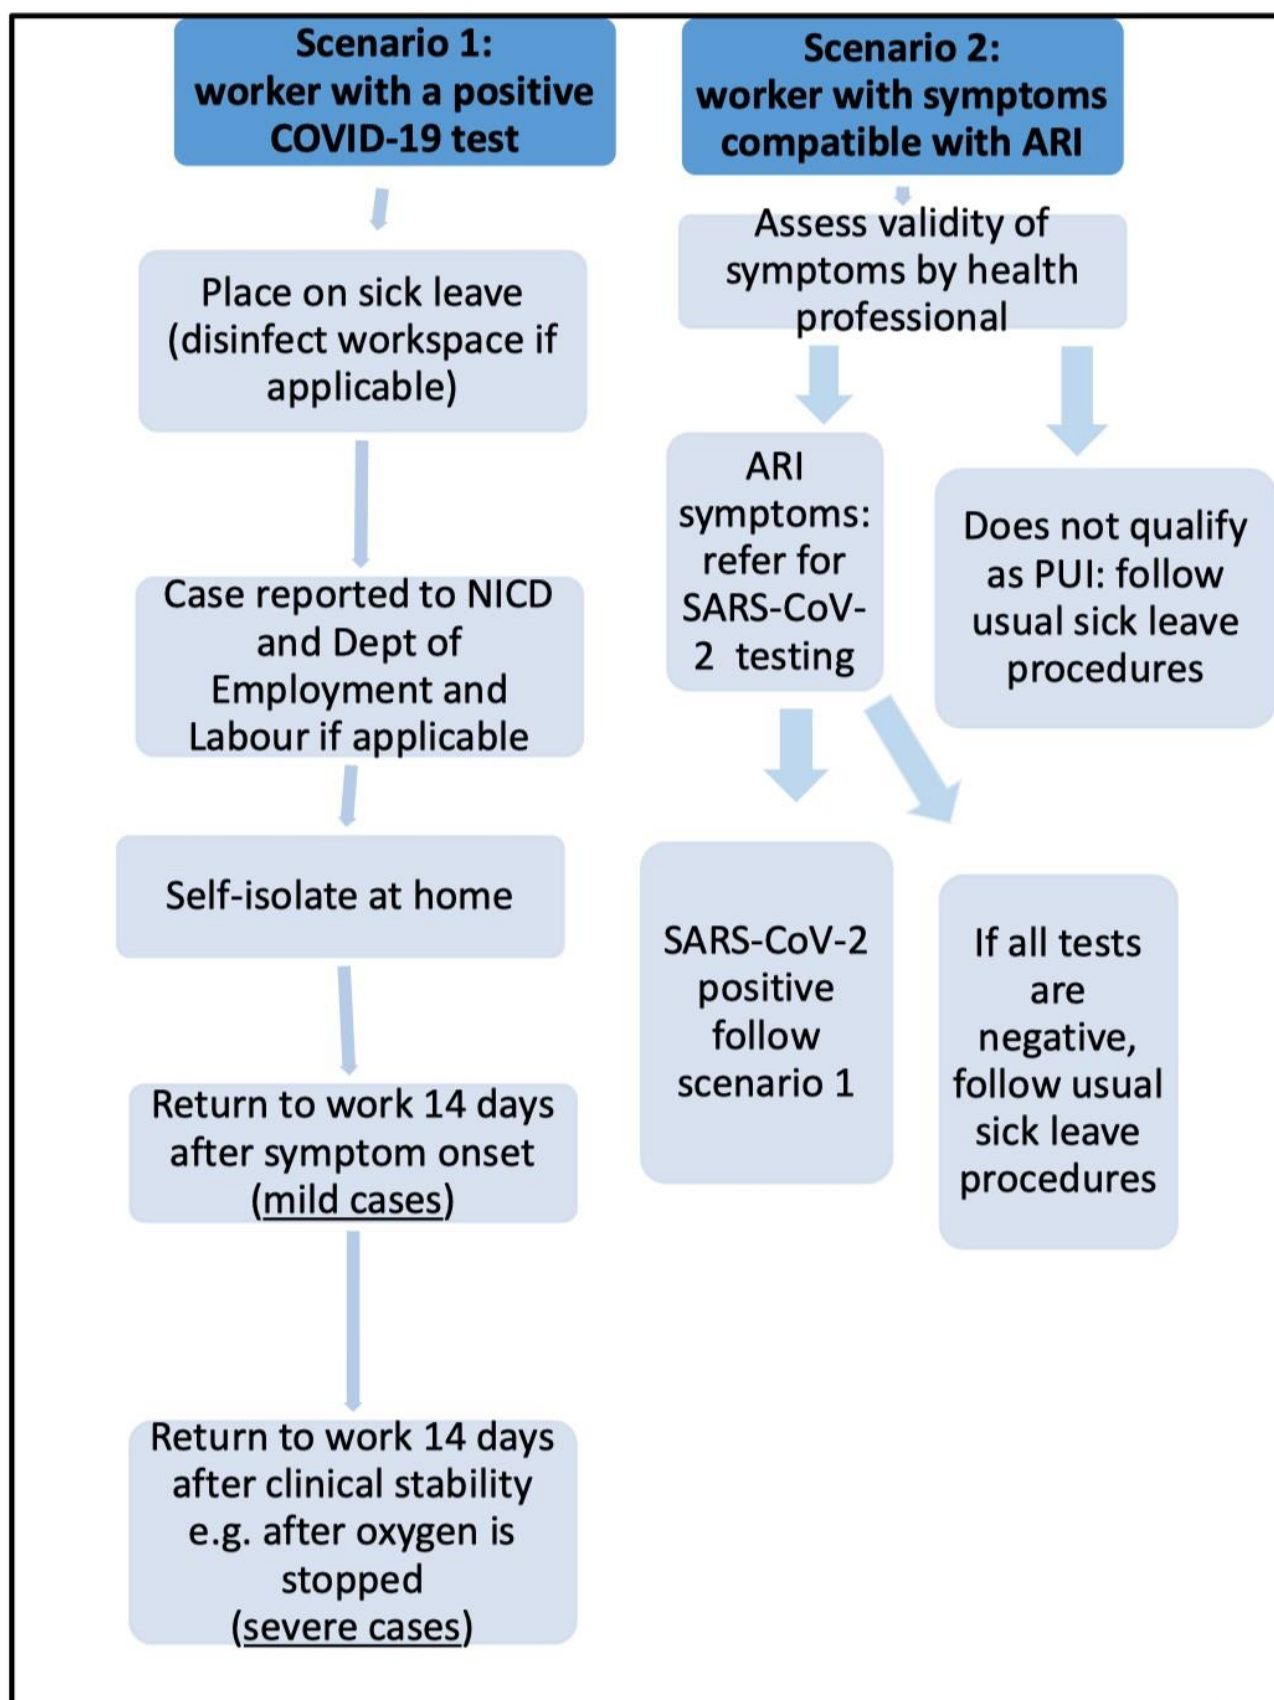 Scenario 1:
worker with a positive
COVID-19 test
Place on sick leave
(disinfect workspace if
applicable)
Case reported to NICD
and Dept of
Employment and
Labour if applicable
Self-isolate at home
Return to work 14 days
after symptom onset
(mild cases)
Return to work 14 days
after clinical stability
e.g. after oxygen is
stopped
(severe cases)
Scenario 2:
worker with symptoms
compatible with ARI
Assess validity of
symptoms by health
professional
ARI
symptoms:
refer for
SARS-CoV-
2 testing
Does not qualify
as PUI: follow
usual sick leave
procedures
SARS-CoV-2
positive
follow
scenario 1
If all tests
are
negative,
follow usual
sick leave
procedures